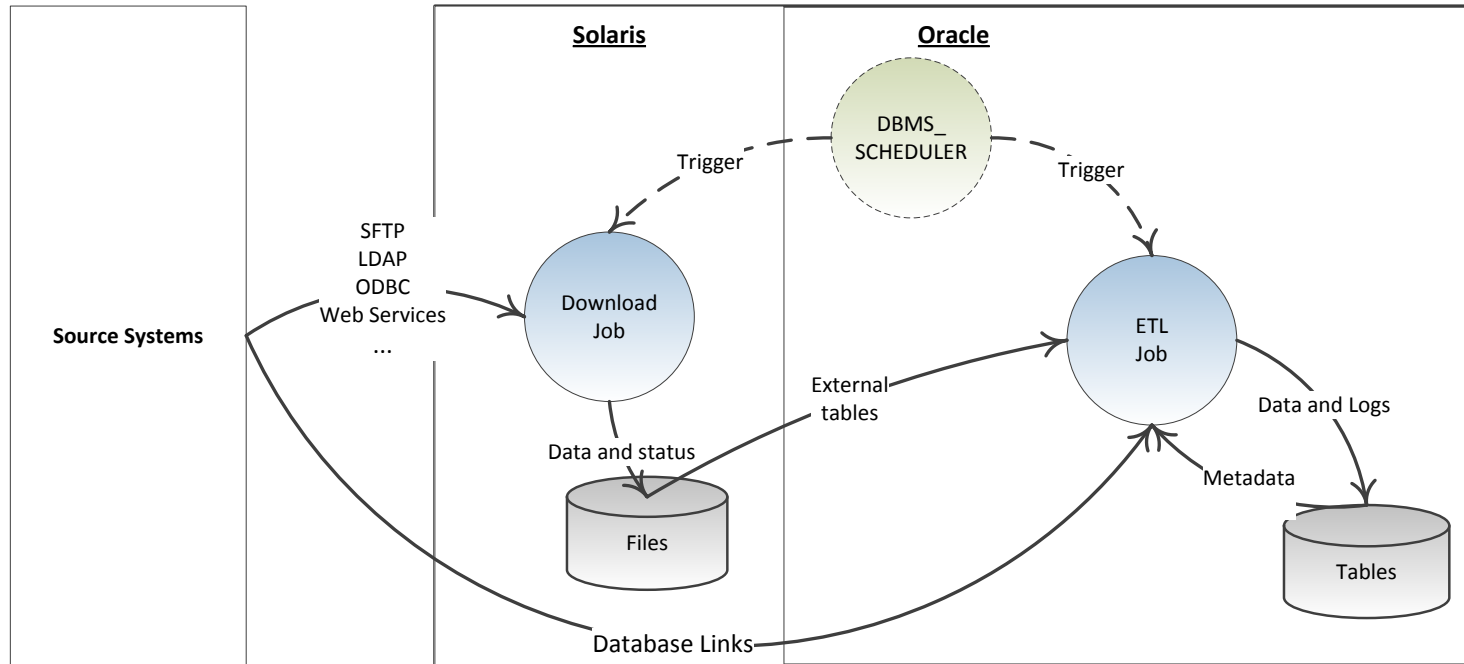 Solaris
Oracle
DBMS_
SCHEDULER
Trigger
Trigger
SFTP
LDAP
ODBC
Web Services
...
Source Systems
Download
Job
ETL
Job
External
tables
Data and Logs
Data and status
Metadata
Files
Tables
Database Links